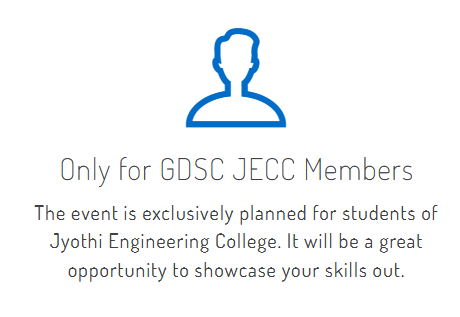 Only for GDSC JECC Members
The event is exclusively planned for students of
Jyothi Engineering College. It will be a great
opportunity to showcase your skills out.